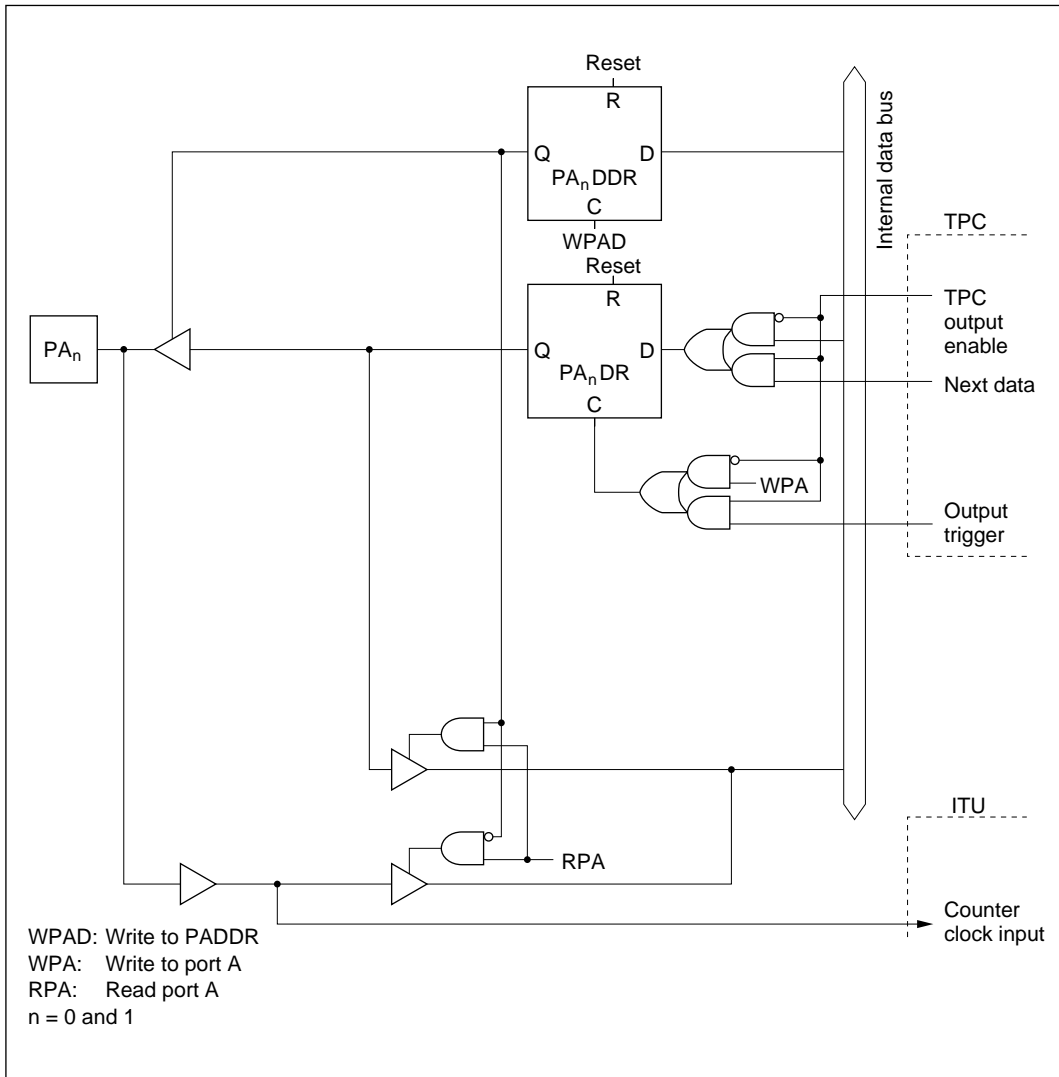 Reset
R
Q
D
PAnDDR
C
WPAD
Internal data bus
TPC
Reset
R
TPC
output
enable
PAn
Q
D
PAnDR
Next data
C
WPA
Output
trigger
ITU
RPA
Counter
clock input
WPAD: Write to PADDR
WPA: Write to port A
RPA: Read port A
n = 0 and 1